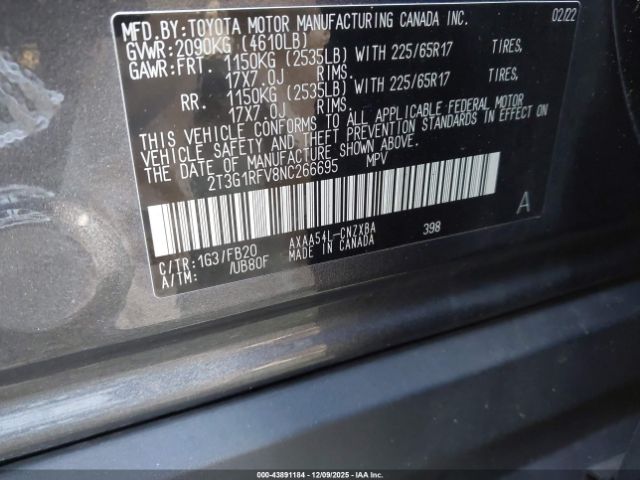 MFD.BY:TOYOTA MOTOR MANUFACTURING CANADA INC. 02/22
GVWR:2090KG (4610LB)
GAWR:FRT. 1150KG (2535LB) WITH 225/65R17 TIRES,
17X7.0J RIMS.
RR. 1150KG (2535LB) WITH 225/65R17 TIRES,
17X7.0J RIMS.
THIS VEHICLE CONFORMS TO ALL APPLICABLE FEDERAL MOTOR
VEHICLE SAFETY AND THEFT PREVENTION STANDARDS IN EFFECT ON
THE DATE OF MANUFACTURE SHOWN ABOVE.
2T3G1RFV8NC266695 MPV
C/TR:1G3/FB20 AXAA54L-CNZXBA 398 A
A/TM: /UB80F MADE IN CANADA
000-43891184 - 12/09/2025 - IAA Inc.